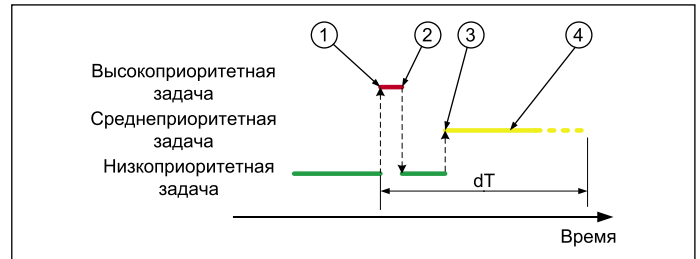 1 2 3 4
Высокоприоритетная
задача
Среднеприоритетная
задача
Низкоприоритетная
задача
dT
Время